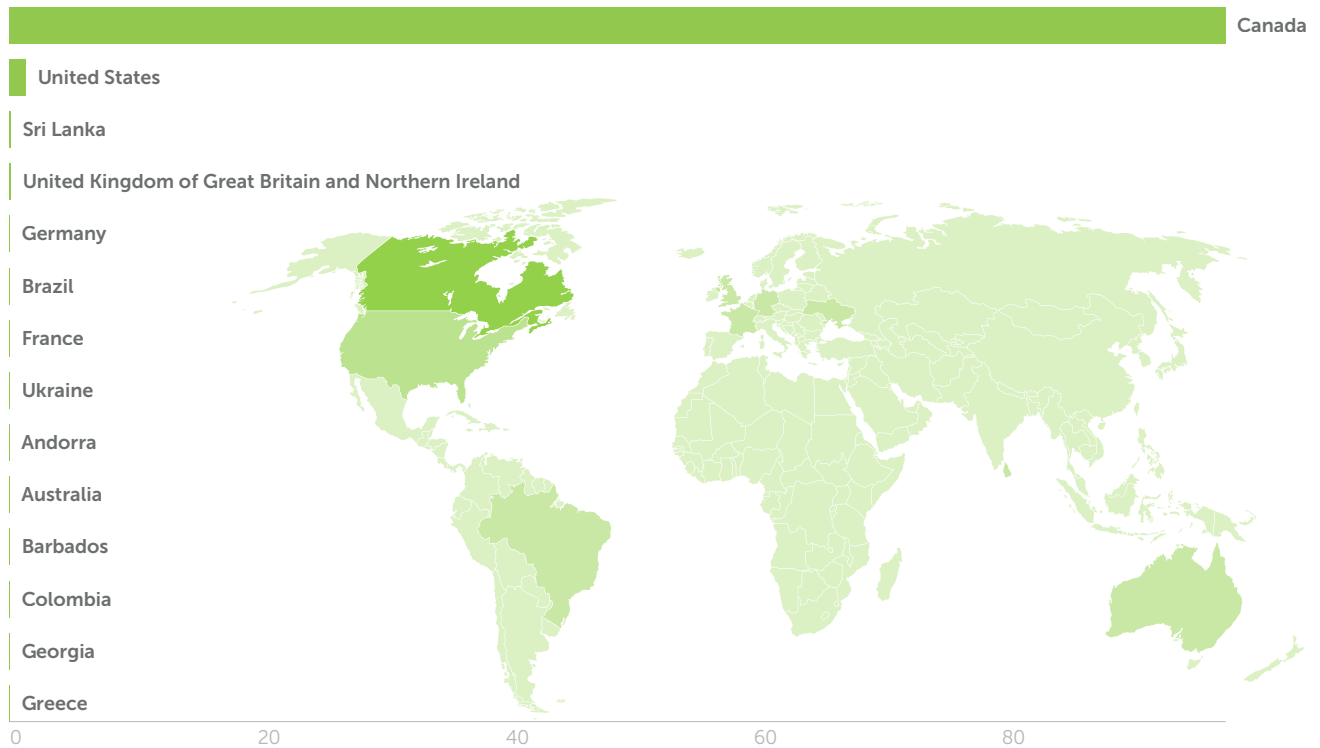 Canada
United States
Sri Lanka
United Kingdom of Great Britain and Northern Ireland
Germany
Brazil
France
Ukraine
Andorra
Australia
Barbados
Colombia
Georgia
Greece
0 20 40 60 80